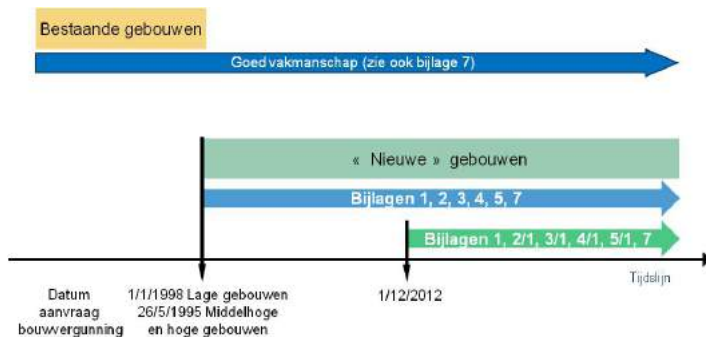 Bestaande gebouwen
Goed vakmanschap (zie ook bijlage 7)
« Nieuwe » gebouwen
Bijlagen 1, 2, 3, 4, 5, 7
Bijlagen 1, 2/1, 3/1, 4/1, 5/1, 7
Tijdslijn
Datum
aanvraag
bouwvergunning
1/1/1998 Lage gebouwen
26/5/1995 Middelhoge
en hoge gebouwen
1/12/2012